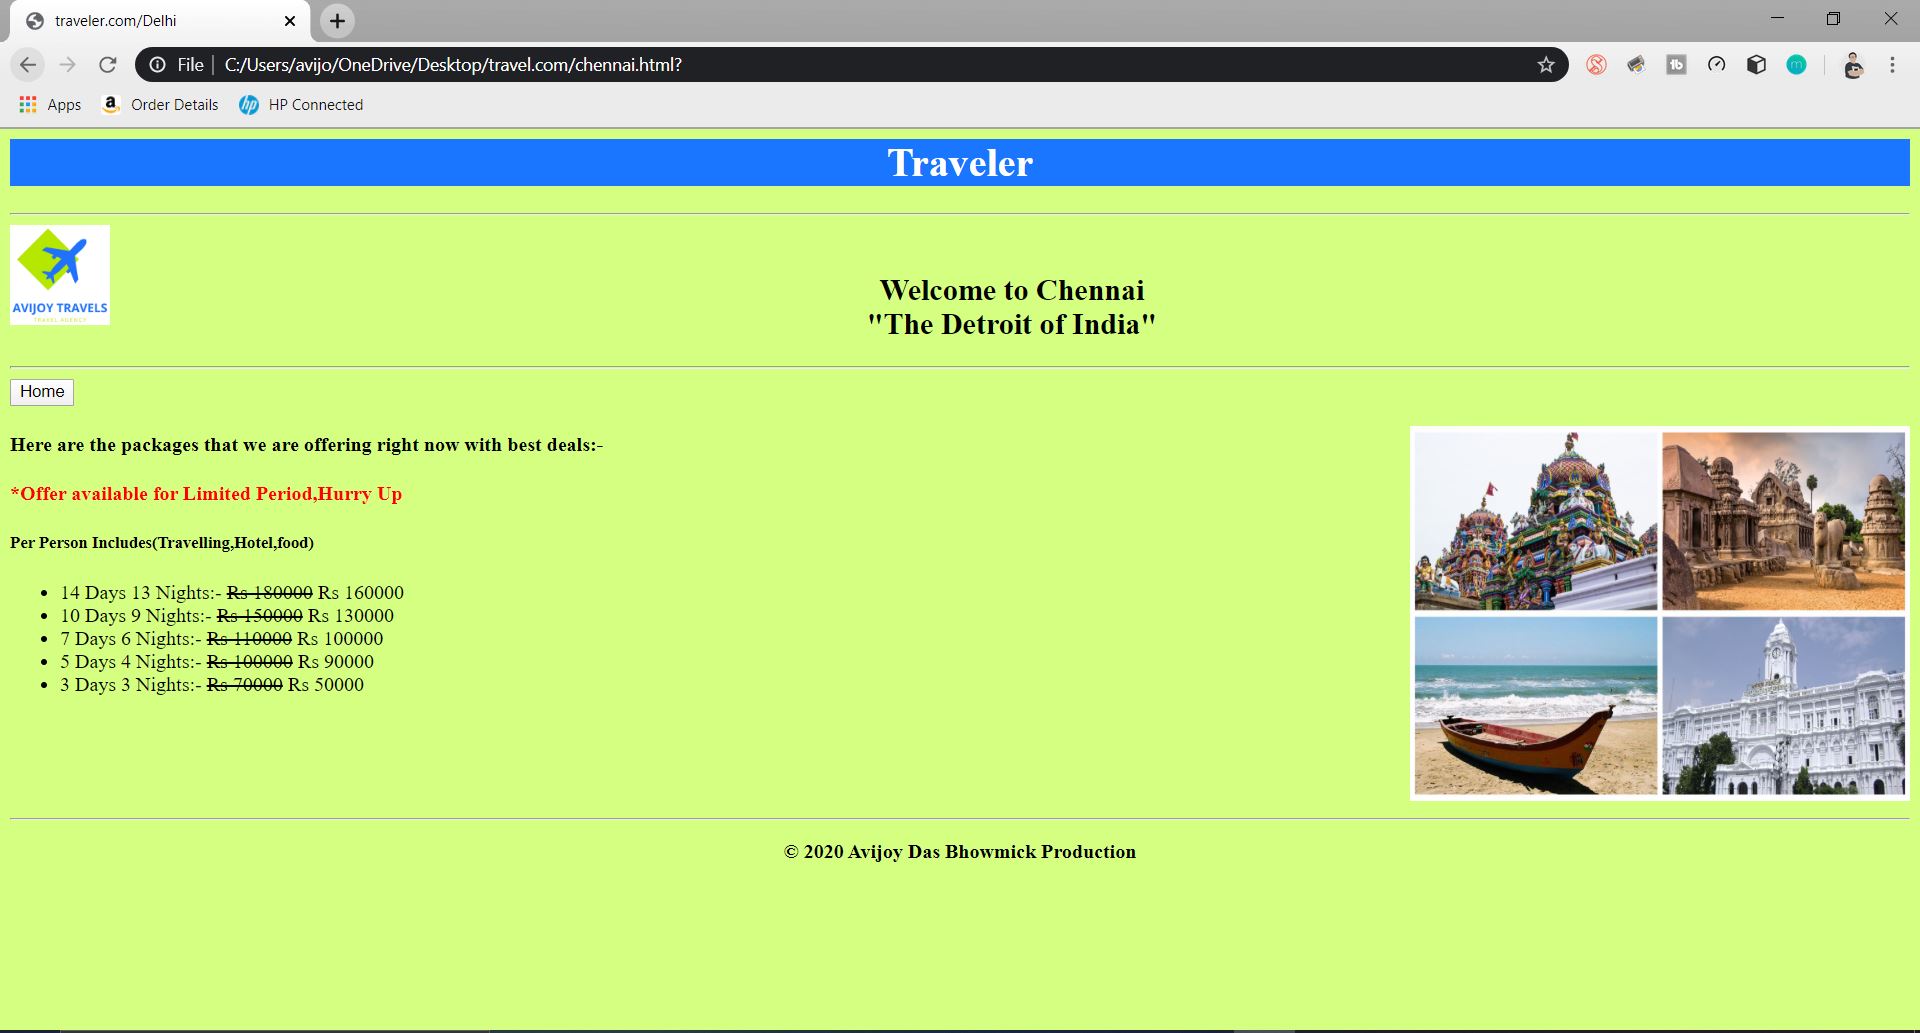 traveler.com/Delhi
File
C:/Users/avijo/OneDrive/Desktop/travel.com/chennai.html?
Apps
Order Details
HP Connected
Traveler
AVIJOY TRAVELS
TRAVEL AGENCY
Welcome to Chennai
"The Detroit of India"
Home
Here are the packages that we are offering right now with best deals:-
*Offer available for Limited Period,Hurry Up
Per Person Includes(Travelling,Hotel,food)
• 14 Days 13 Nights:- Rs 180000 Rs 160000
• 10 Days 9 Nights:- Rs 150000 Rs 130000
• 7 Days 6 Nights:- Rs 110000 Rs 100000
• 5 Days 4 Nights:- Rs 100000 Rs 90000
• 3 Days 3 Nights:- Rs 70000 Rs 50000
© 2020 Avijoy Das Bhowmick Production